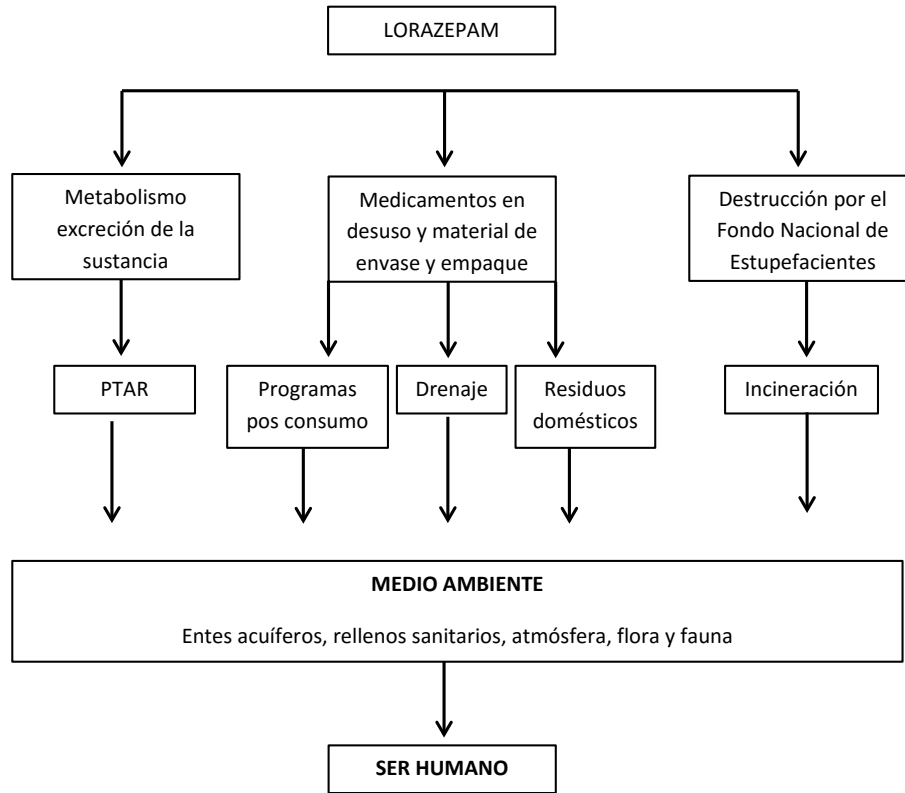 LORAZEPAM
Metabolismo
excreción de la
sustancia
Medicamentos en
desuso y material de
envase y empaque
Destrucción por el
Fondo Nacional de
Estupefacientes
PTAR
Programas
pos consumo
Drenaje
Residuos
domésticos
Incineración
MEDIO AMBIENTE
Entes acuíferos, rellenos sanitarios, atmósfera, flora y fauna
SER HUMANO